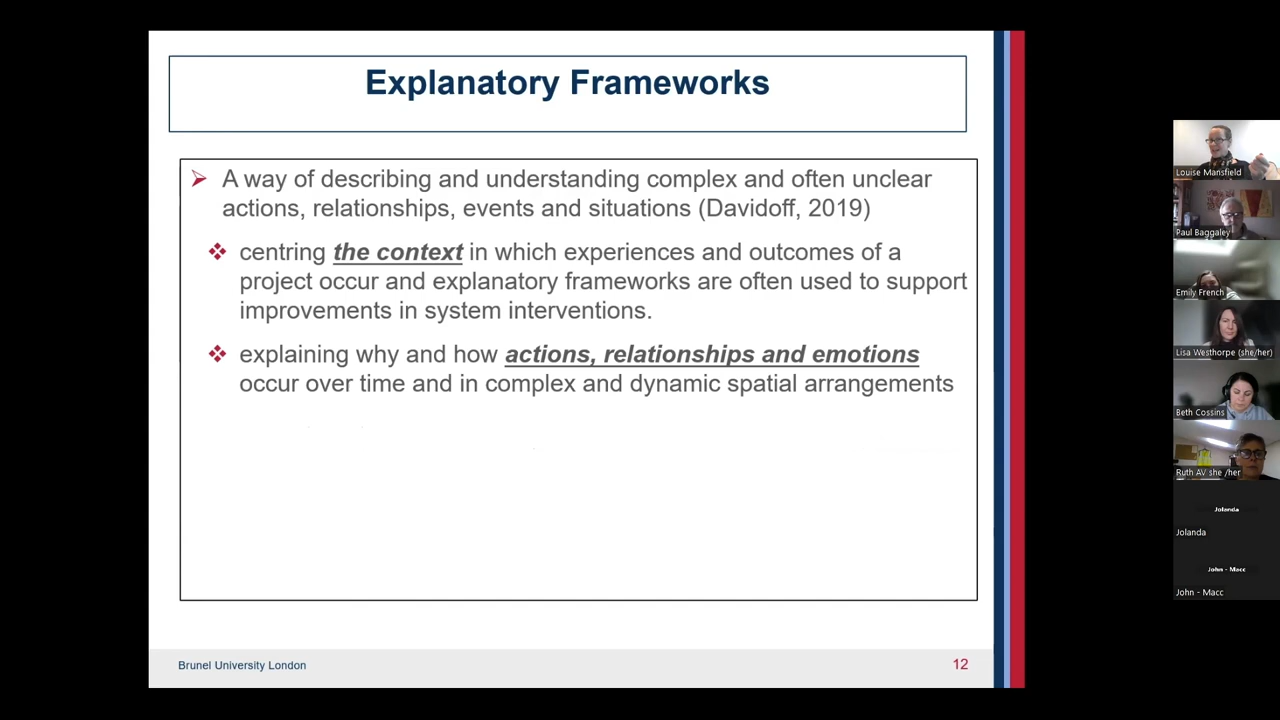 Explanatory Frameworks
A way of describing and understanding complex and often unclear
actions, relationships, events and situations (Davidoff, 2019)
centring the context in which experiences and outcomes of a
project occur and explanatory frameworks are often used to support
improvements in system interventions.
explaining why and how actions, relationships and emotions
occur over time and in complex and dynamic spatial arrangements
Brunel University London
12
Louise Mansfield
Paul Baggaley
Emily French
Lisa Westhorpe (she/her)
Beth Cossins
Ruth AV she /her
Jolanda
Jolanda
John - Macc
John - Macc